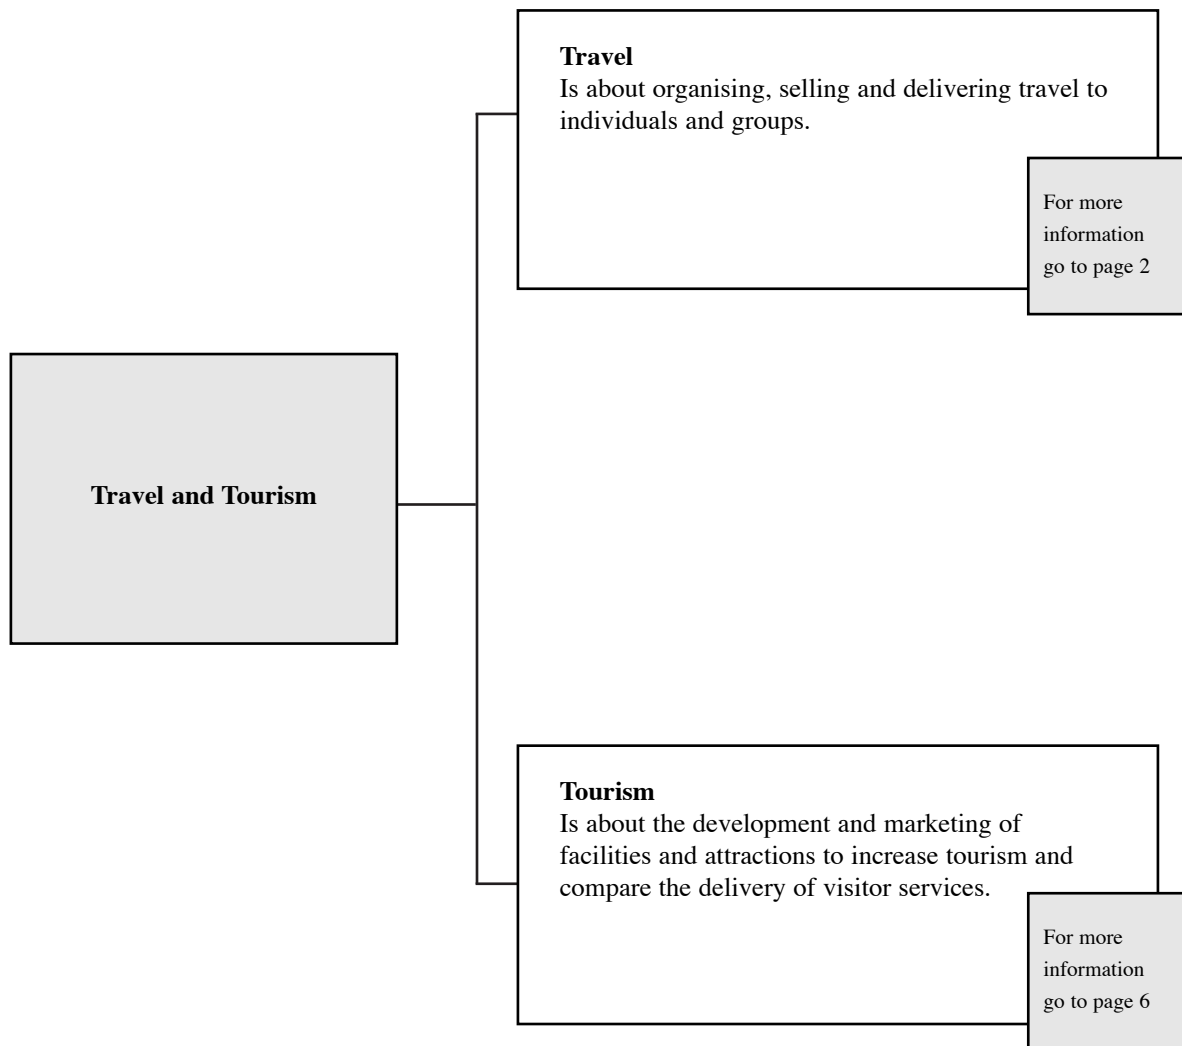 Travel
Is about organising, selling and delivering travel to
individuals and groups.
For more
information
go to page 2
Travel and Tourism
Tourism
Is about the development and marketing of
facilities and attractions to increase tourism and
compare the delivery of visitor services.
For more
information
go to page 6